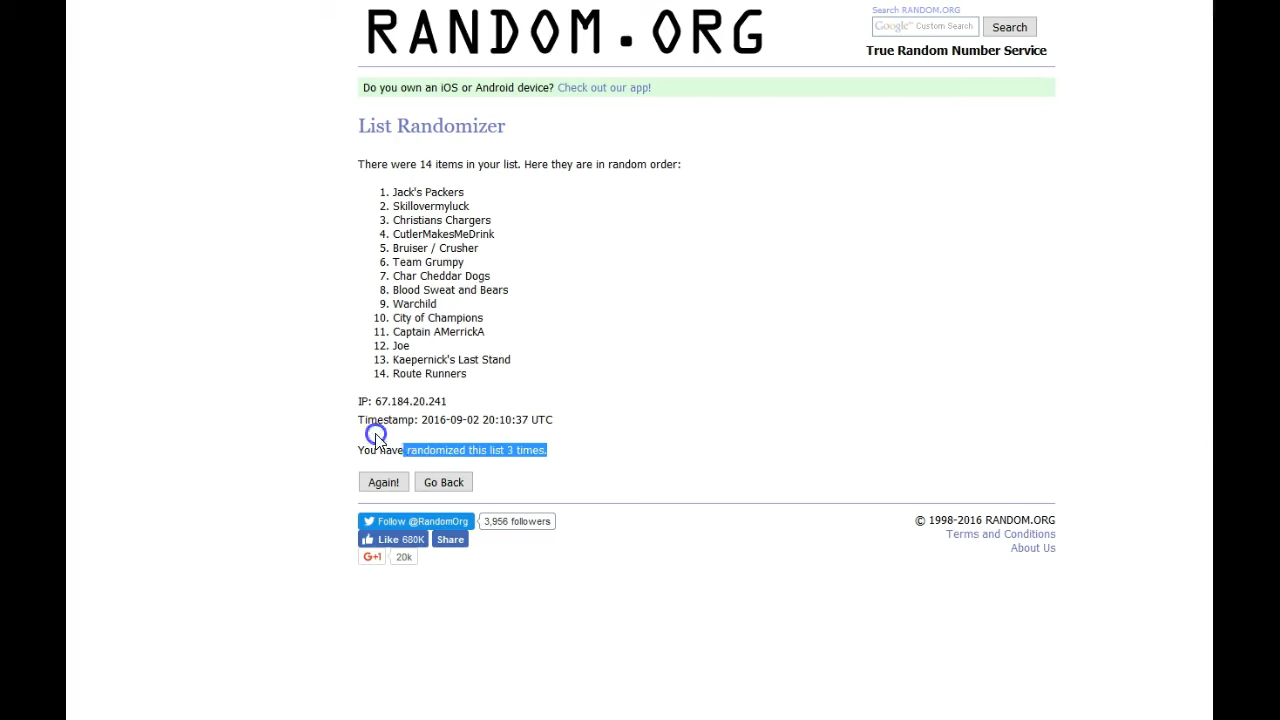 Search RANDOM.ORG
RANDOM.ORG
Google™ Custom Search Search
True Random Number Service
Do you own an iOS or Android device? Check out our app!
List Randomizer
There were 14 items in your list. Here they are in random order:
1. Jack's Packers
2. Skillovermyluck
3. Christians Chargers
4. CutlerMakesMeDrink
5. Bruiser / Crusher
6. Team Grumpy
7. Char Cheddar Dogs
8. Blood Sweat and Bears
9. Warchild
10. City of Champions
11. Captain AMerrickA
12. Joe
13. Kaepernick's Last Stand
14. Route Runners
IP: 67.184.20.241
Timestamp: 2016-09-02 20:10:37 UTC
You have randomized this list 3 times.
Again! Go Back
Follow @RandomOrg 3,956 followers
Like 680K Share
G+1 20k
© 1998-2016 RANDOM.ORG
Terms and Conditions
About Us